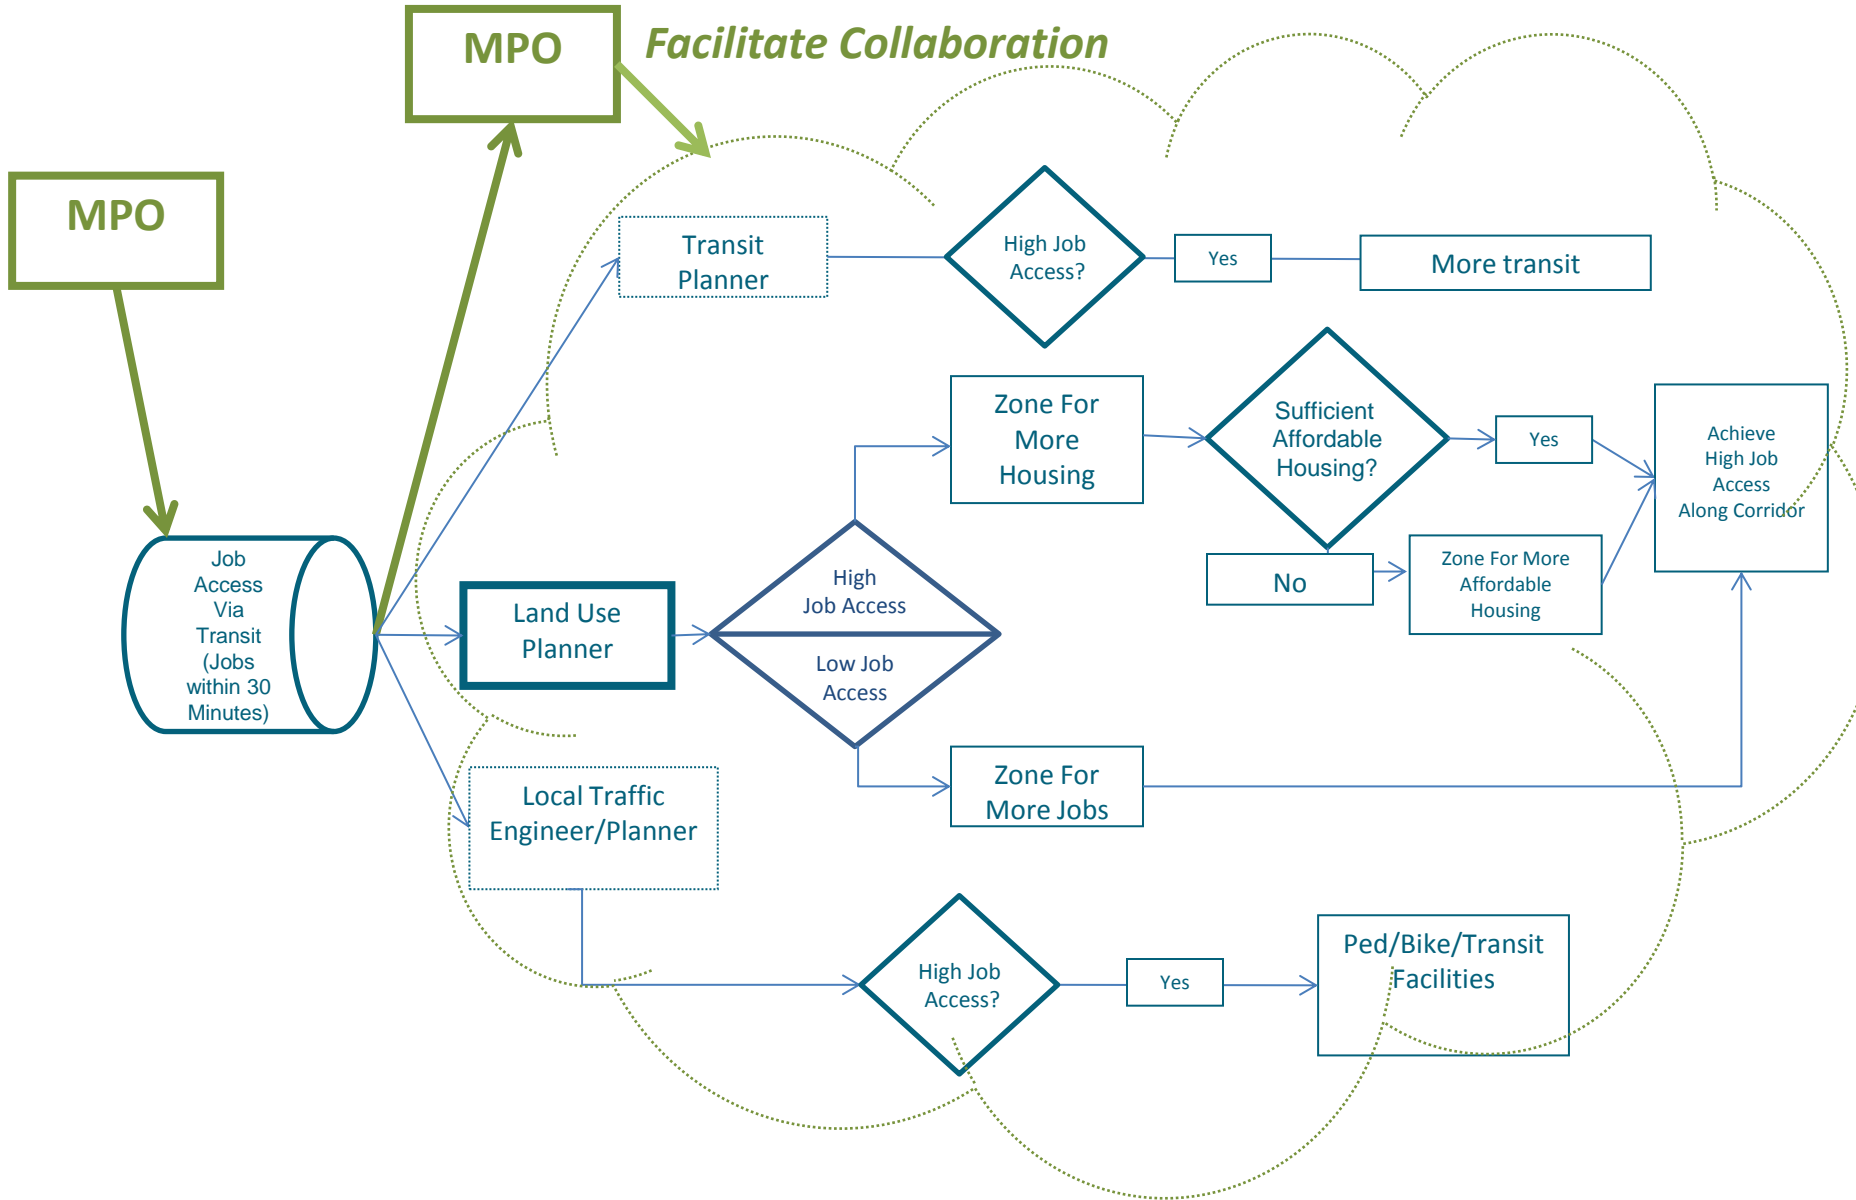 MPO
Facilitate Collaboration
MPO
Transit
Planner
High Job
Access?
Yes
More transit
Zone For
More
Housing
Sufficient
Affordable
Housing?
Yes
Achieve
High Job
Access
Along Corridor
No
Zone For More
Affordable
Housing
Job
Access
Via
Transit
(Jobs
within 30
Minutes)
Land Use
Planner
High
Job Access
Low Job
Access
Zone For
More Jobs
Local Traffic
Engineer/Planner
High Job
Access?
Yes
Ped/Bike/Transit
Facilities